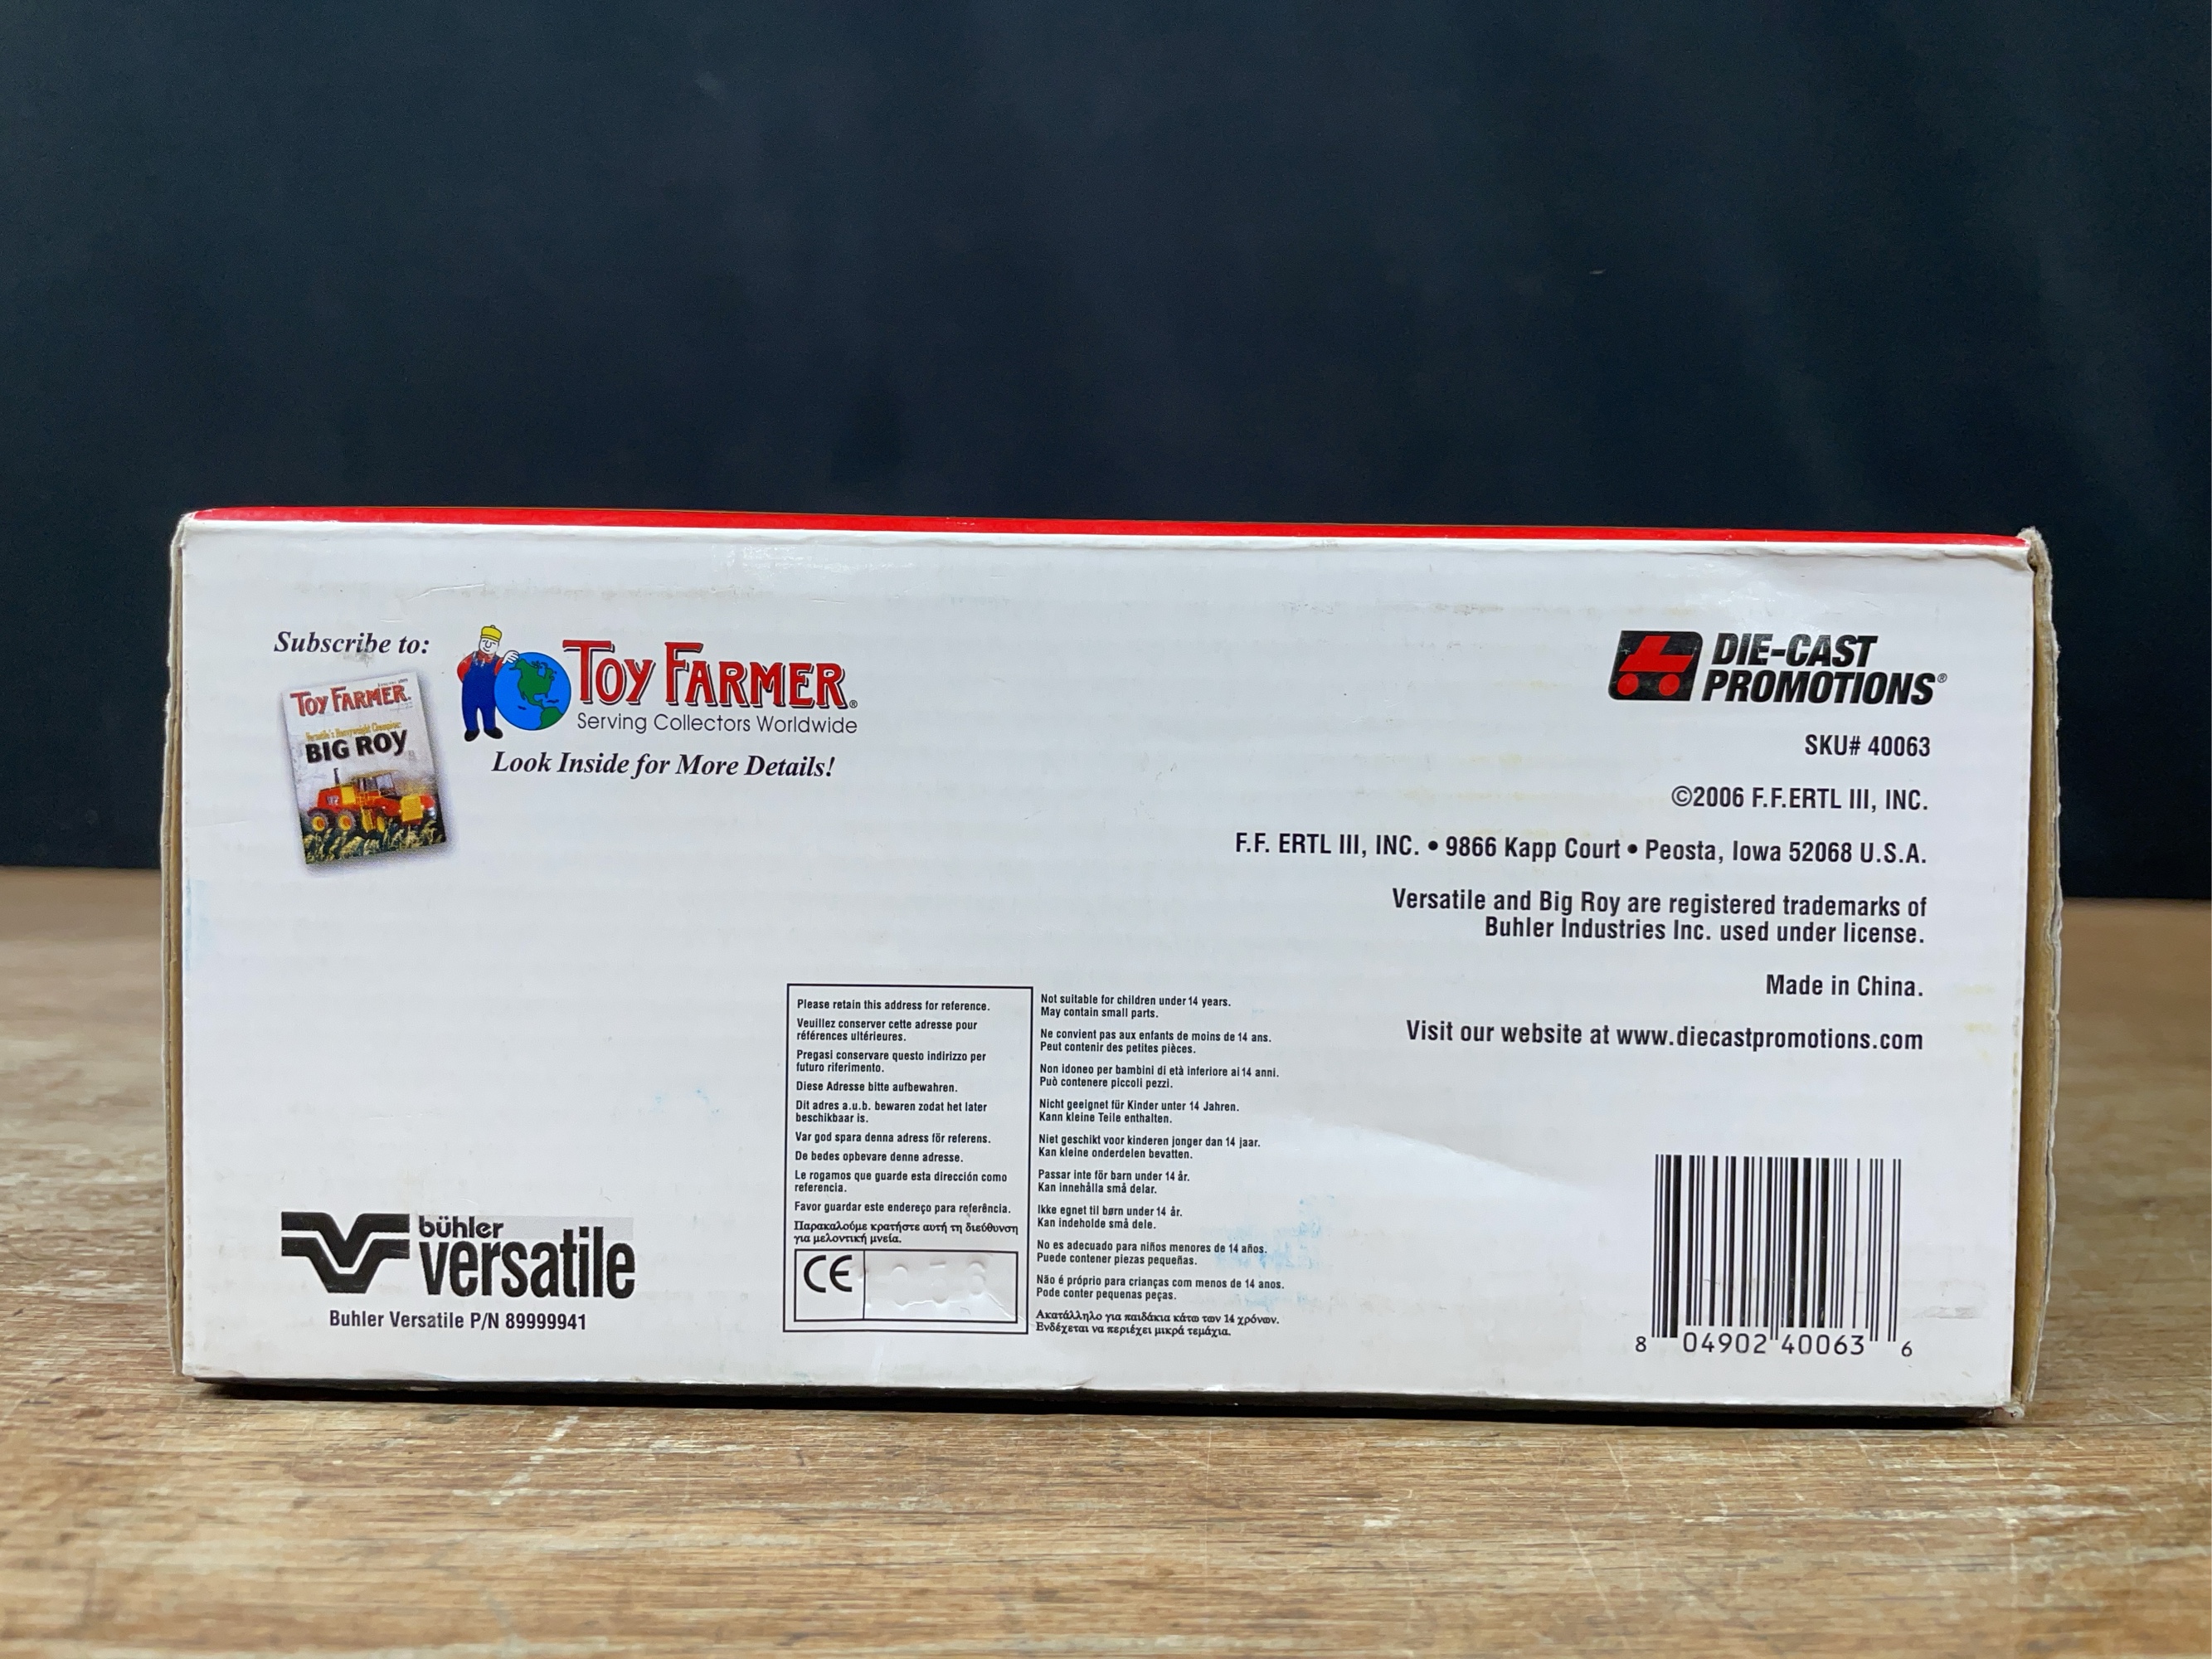 Subscribe to:
TOY FARMER
BIG ROY
TOY FARMER®
Serving Collectors Worldwide
Look Inside for More Details!
DIE-CAST
PROMOTIONS®
SKU# 40063
©2006 F.F.ERTL III, INC.
F.F. ERTL III, INC. • 9866 Kapp Court • Peosta, Iowa 52068 U.S.A.
Versatile and Big Roy are registered trademarks of
Buhler Industries Inc. used under license.
Made in China.
Visit our website at www.diecastpromotions.com
Please retain this address for reference.
Veuillez conserver cette adresse pour
références ultérieures.
Pregasi conservare questo indirizzo per
futuro riferimento.
Diese Adresse bitte aufbewahren.
Dit adres a.u.b. bewaren zodat het later
beschikbaar is.
Var god spara denna adress för referens.
De bedes opbevare denne adresse.
Le rogamos que guarde esta dirección como
referencia.
Favor guardar este endereço para referência.
Παρακαλούμε κρατήστε αυτή τη διεύθυνση
για μελοντική μνεία.
CE
Not suitable for children under 14 years.
May contain small parts.
Ne convient pas aux enfants de moins de 14 ans.
Peut contenir des petites pièces.
Non idoneo per bambini di età inferiore ai 14 anni.
Può contenere piccoli pezzi.
Nicht geeignet für Kinder unter 14 Jahren.
Kann kleine Teile enthalten.
Niet geschikt voor kinderen jonger dan 14 jaar.
Kan kleine onderdelen bevatten.
Passar inte för barn under 14 år.
Kan innehålla små delar.
Ikke egnet til børn under 14 år.
Kan indeholde små dele.
No es adecuado para niños menores de 14 años.
Puede contener piezas pequeñas.
Não é próprio para crianças com menos de 14 anos.
Pode conter pequenas peças.
Ακατάλληλο για παιδάκια κάτω των 14 χρόνων.
Ενδέχεται να περιέχει μικρά τεμάχια.
bühler
versatile
Buhler Versatile P/N 89999941
8 04902 40063 6